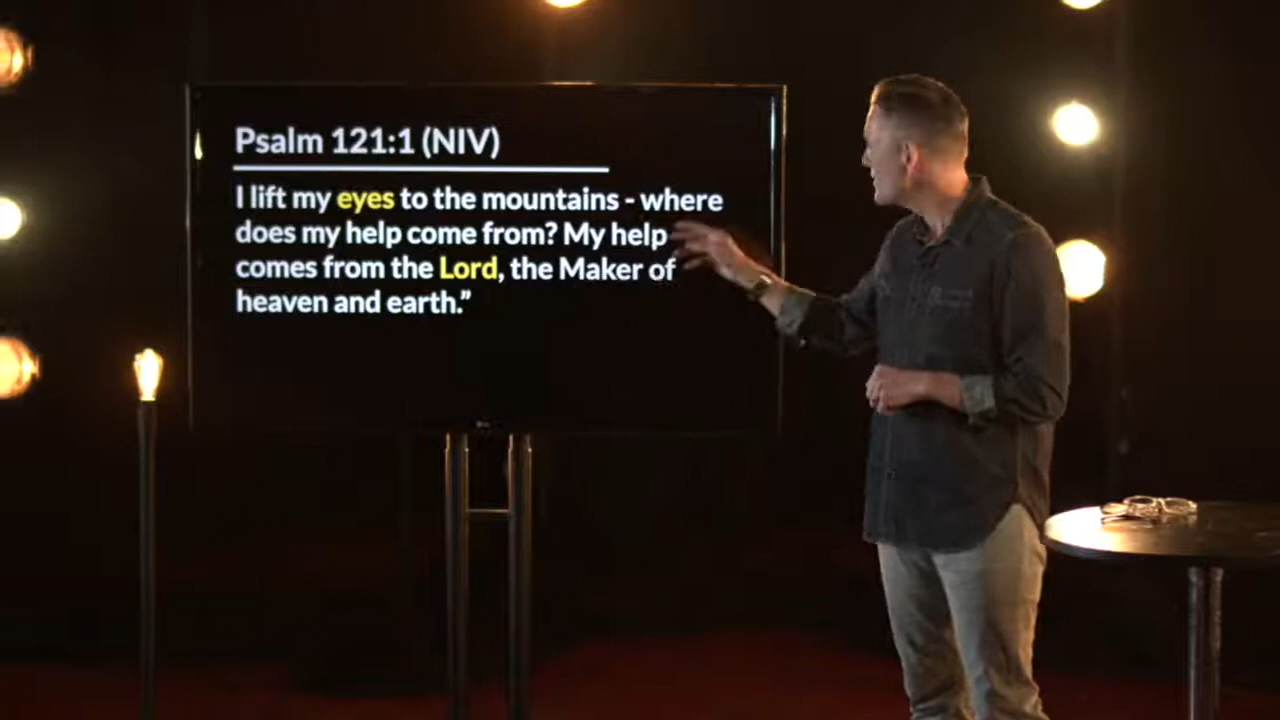 Psalm 121:1 (NIV)
I lift my eyes to the mountains - where
does my help come from? My help
comes from the Lord, the Maker of
heaven and earth.”